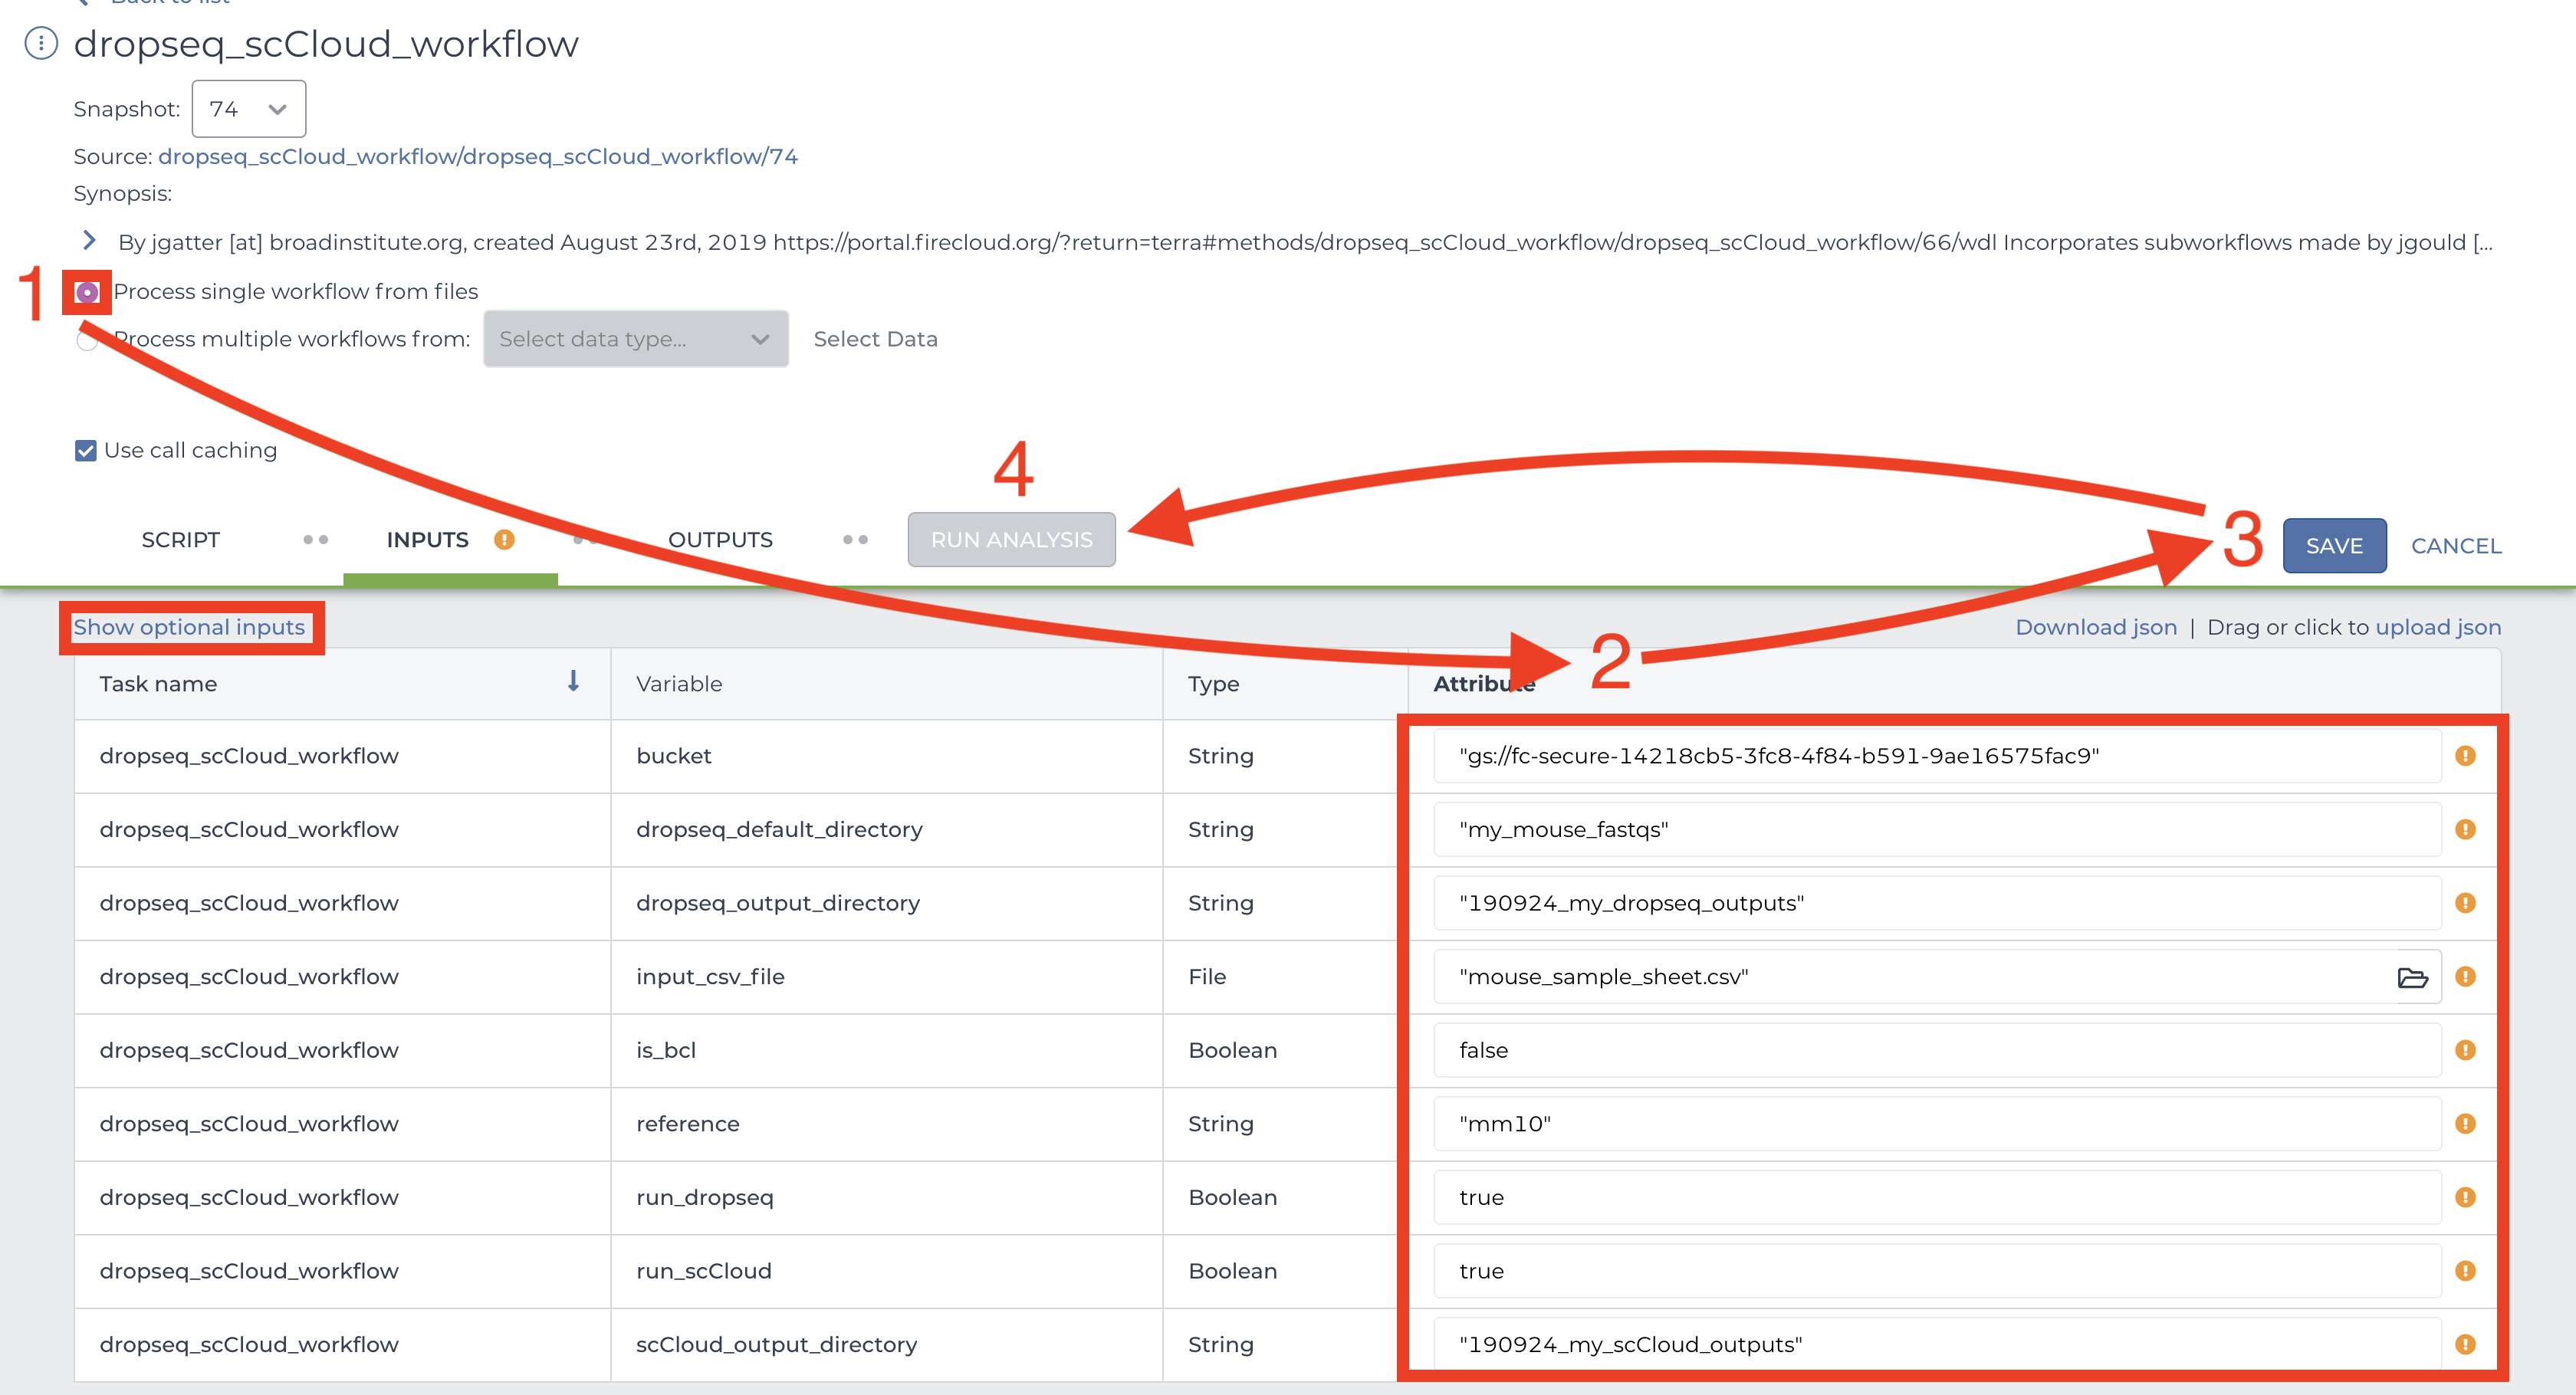 Back to list
dropseq_scCloud_workflow
Snapshot: 74
Source: dropseq_scCloud_workflow/dropseq_scCloud_workflow/74
Synopsis:
By jgatter [at] broadinstitute.org, created August 23rd, 2019 https://portal.firecloud.org/?return=terra#methods/dropseq_scCloud_workflow/dropseq_scCloud_workflow/66/wdl Incorporates subworkflows made by jgould [...
1 Process single workflow from files
Process multiple workflows from: Select data type... Select Data
Use call caching
4
SCRIPT INPUTS OUTPUTS RUN ANALYSIS 3 SAVE CANCEL
Show optional inputs Download json | Drag or click to upload json
2
Task name Variable Type Attribute
dropseq_scCloud_workflow bucket String "gs://fc-secure-14218cb5-3fc8-4f84-b591-9ae16575fac9"
dropseq_scCloud_workflow dropseq_default_directory String "my_mouse_fastqs"
dropseq_scCloud_workflow dropseq_output_directory String "190924_my_dropseq_outputs"
dropseq_scCloud_workflow input_csv_file File "mouse_sample_sheet.csv"
dropseq_scCloud_workflow is_bcl Boolean false
dropseq_scCloud_workflow reference String "mm10"
dropseq_scCloud_workflow run_dropseq Boolean true
dropseq_scCloud_workflow run_scCloud Boolean true
dropseq_scCloud_workflow scCloud_output_directory String "190924_my_scCloud_outputs"